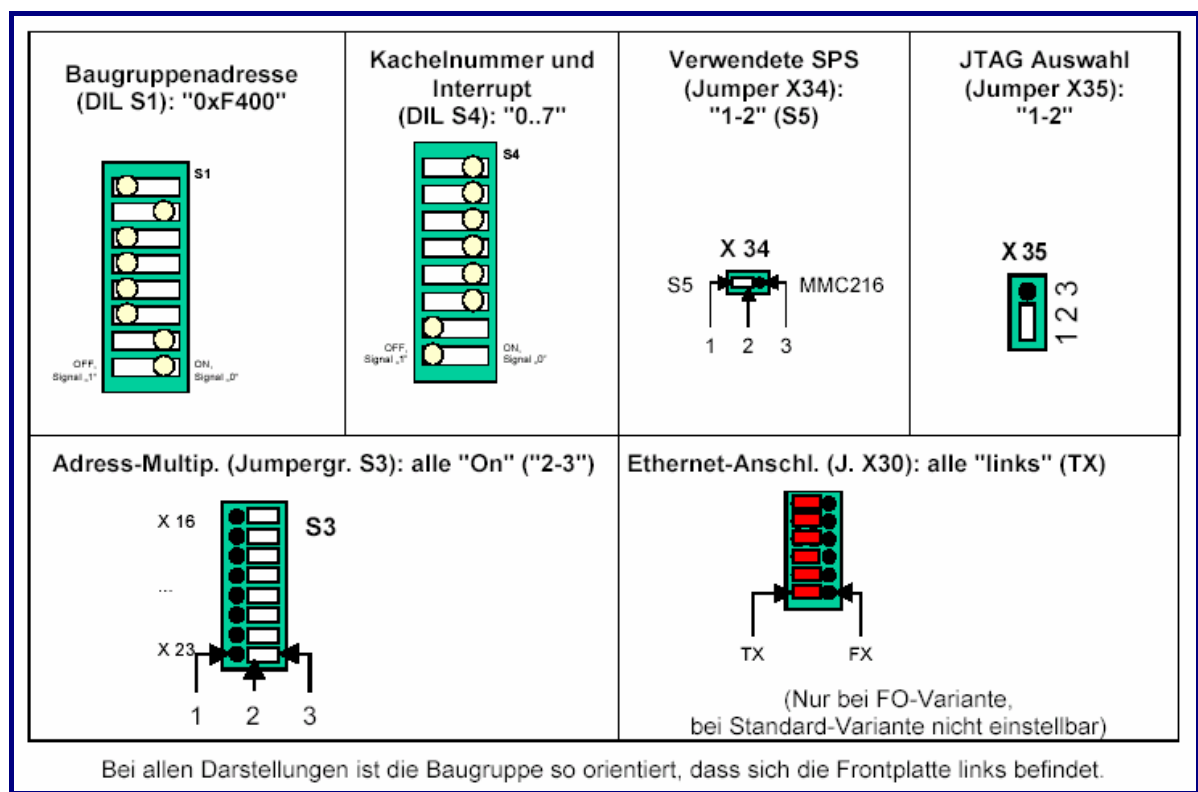 Baugruppenadresse
(DIL S1): "0xF400"
S1
OFF,
Signal „1"
ON,
Signal „0"
Kachelnummer und
Interrupt
(DIL S4): "0..7"
S4
OFF,
Signal „1"
ON,
Signal „0"
Verwendete SPS
(Jumper X34):
"1-2" (S5)
X 34
S5
MMC216
1 2 3
JTAG Auswahl
(Jumper X35):
"1-2"
X 35
1 2 3
Adress-Multip. (Jumpergr. S3): alle "On" ("2-3")
X 16
S3
...
X 23
1 2 3
Ethernet-Anschl. (J. X30): alle "links" (TX)
TX FX
(Nur bei FO-Variante,
bei Standard-Variante nicht einstellbar)
Bei allen Darstellungen ist die Baugruppe so orientiert, dass sich die Frontplatte links befindet.